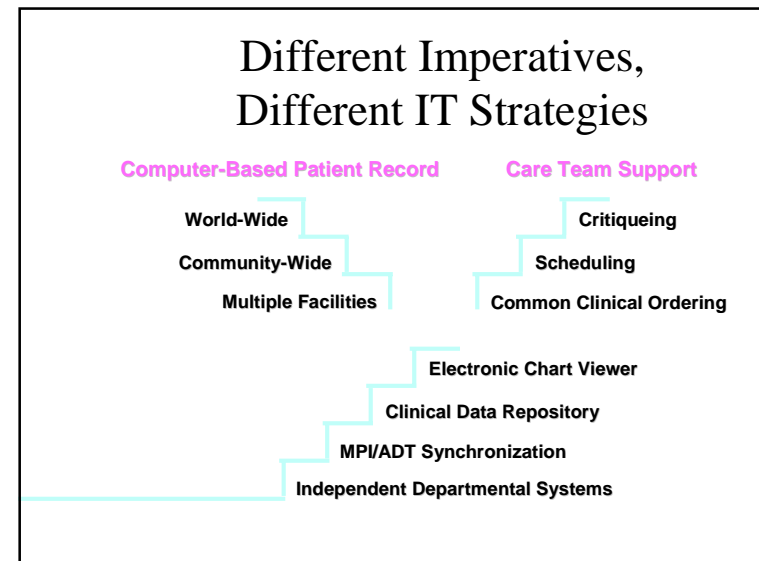 Different Imperatives,
Different IT Strategies
Computer-Based Patient Record
Care Team Support
World-Wide
Community-Wide
Multiple Facilities
Critiqueing
Scheduling
Common Clinical Ordering
Electronic Chart Viewer
Clinical Data Repository
MPI/ADT Synchronization
Independent Departmental Systems